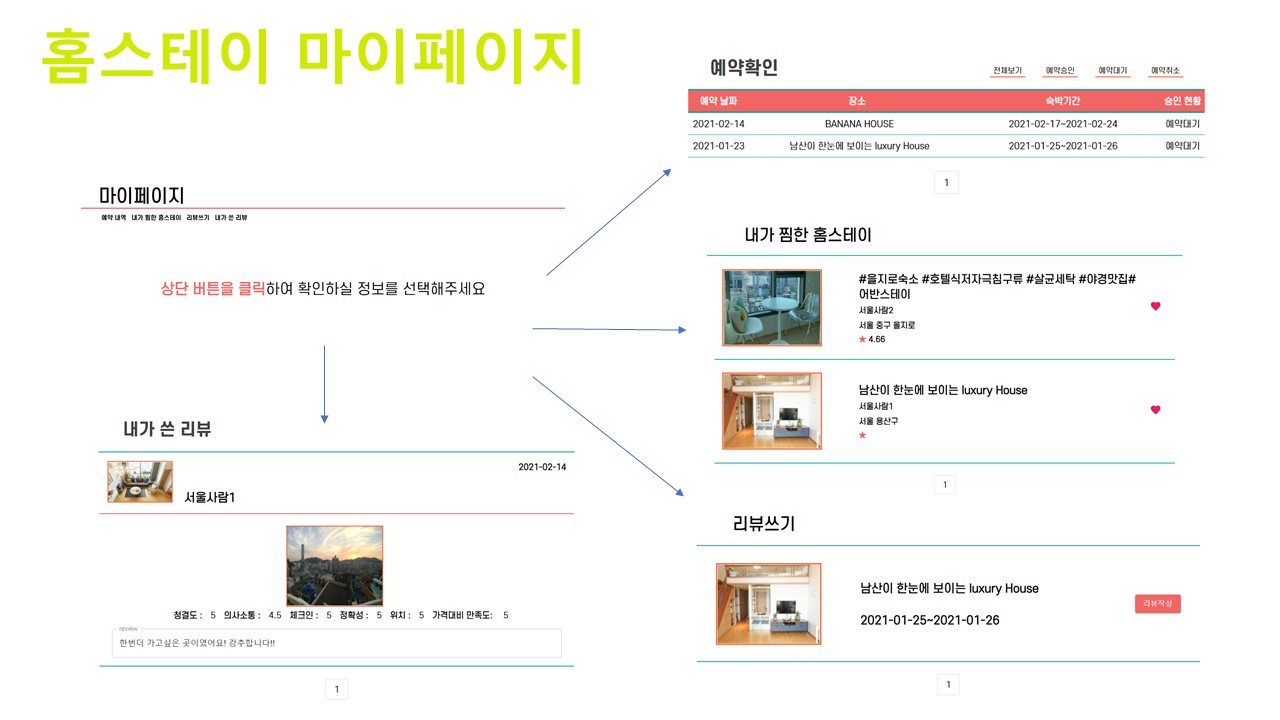 홈스테이 마이페이지
마이페이지
예약 내역 내가 찜한 홈스테이 리뷰쓰기 내가 쓴 리뷰
상단 버튼을 클릭하여 확인하실 정보를 선택해주세요
내가 쓴 리뷰
2021-02-14
서울사람1
청결도 : 5 의사소통 : 4.5 체크인 : 5 정확성 : 5 위치 : 5 가격대비 만족도: 5
review
한번더 가고싶은 곳이였어요! 강추합니다!!
1
예약확인
전체보기 예약승인 예약대기 예약취소
예약 날짜 장소 숙박기간 승인 현황
2021-02-14 BANANA HOUSE 2021-02-17~2021-02-24 예약대기
2021-01-23 남산이 한눈에 보이는 luxury House 2021-01-25~2021-01-26 예약대기
1
내가 찜한 홈스테이
#을지로숙소 #호텔식저자극침구류 #살균세탁 #야경맛집#
어반스테이
서울사람2
서울 중구 을지로
★ 4.66
남산이 한눈에 보이는 luxury House
서울사람1
서울 용산구
★
1
리뷰쓰기
남산이 한눈에 보이는 luxury House
리뷰작성
2021-01-25~2021-01-26
1